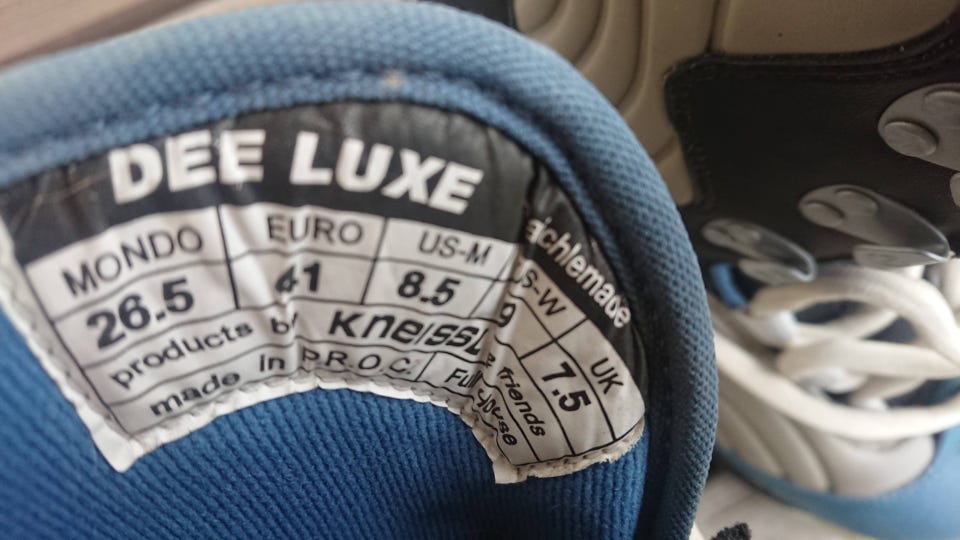 DEE LUXE
raichlemade
MONDO EURO US-M US-W UK
26.5 41 8.5 9 7.5
products by KNEISSL & friends
made in P.R.O.C.